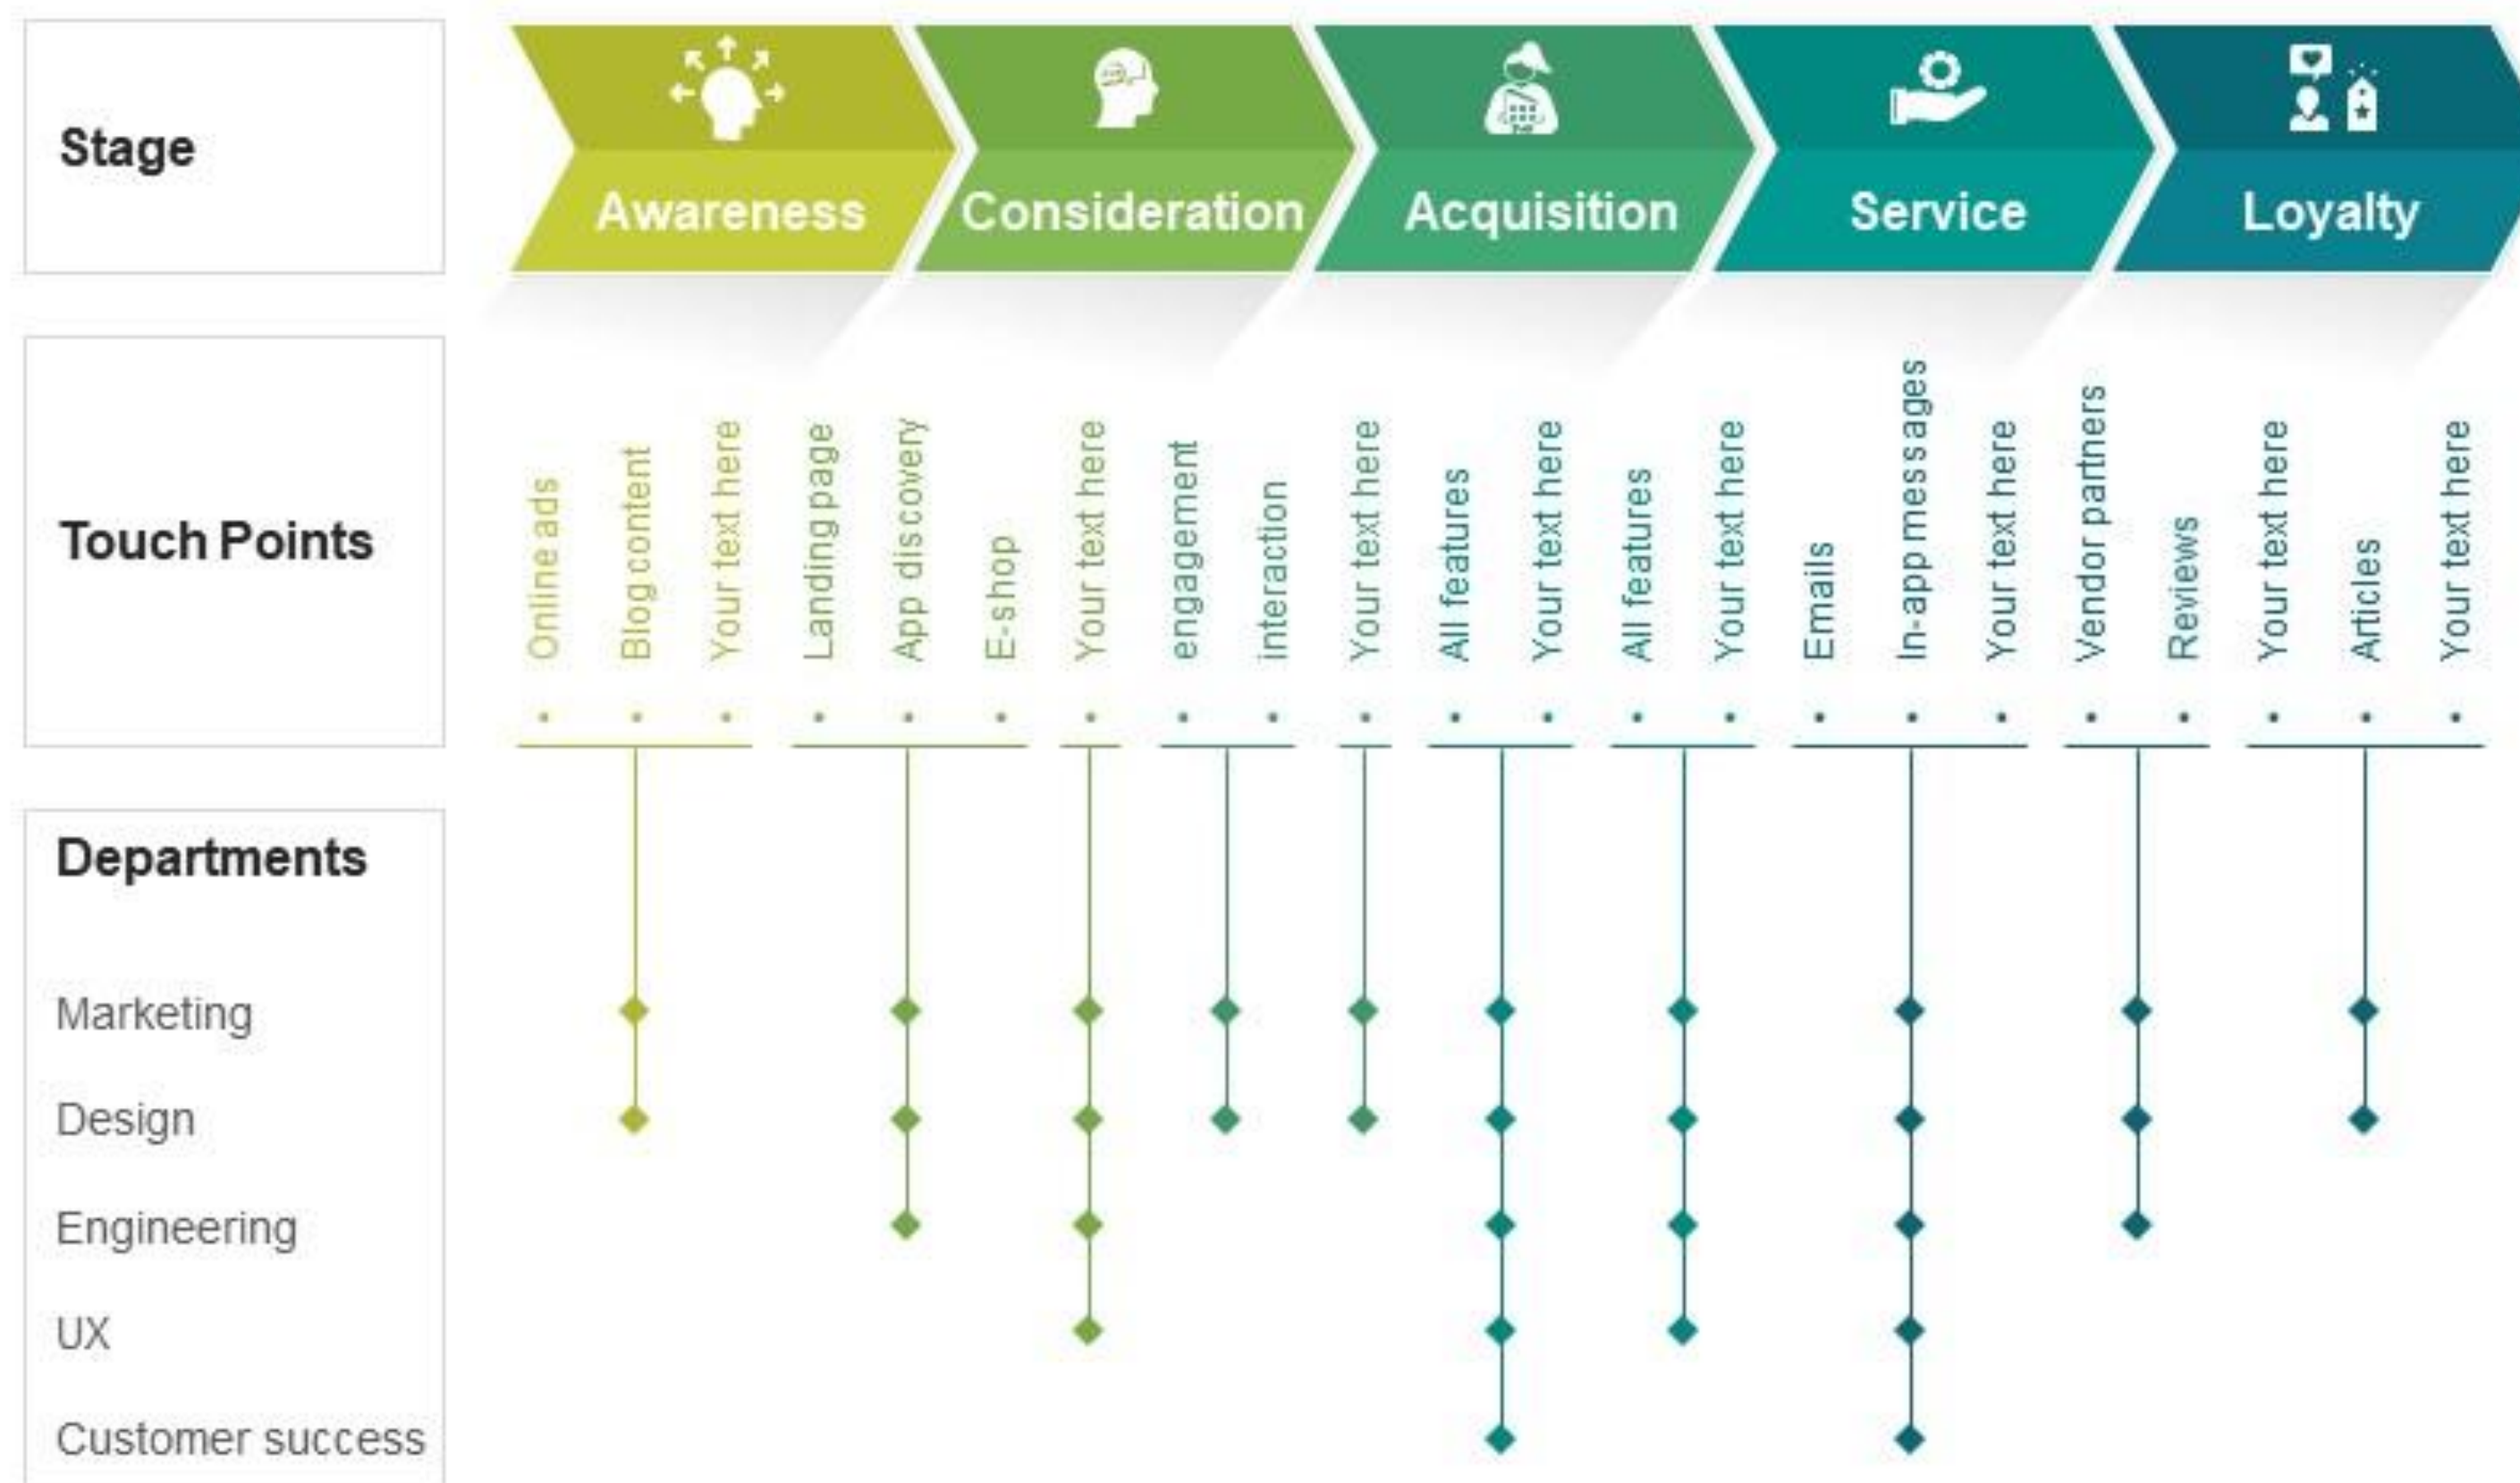 Stage
Awareness
Consideration
Acquisition
Service
Loyalty
Touch Points
Online ads
Blog content
Your text here
Landing page
App discovery
E-shop
Your text here
engagement
interaction
Your text here
All features
Your text here
All features
Your text here
Emails
In-app messages
Your text here
Vendor partners
Reviews
Your text here
Articles
Your text here
Departments
Marketing
Design
Engineering
UX
Customer success